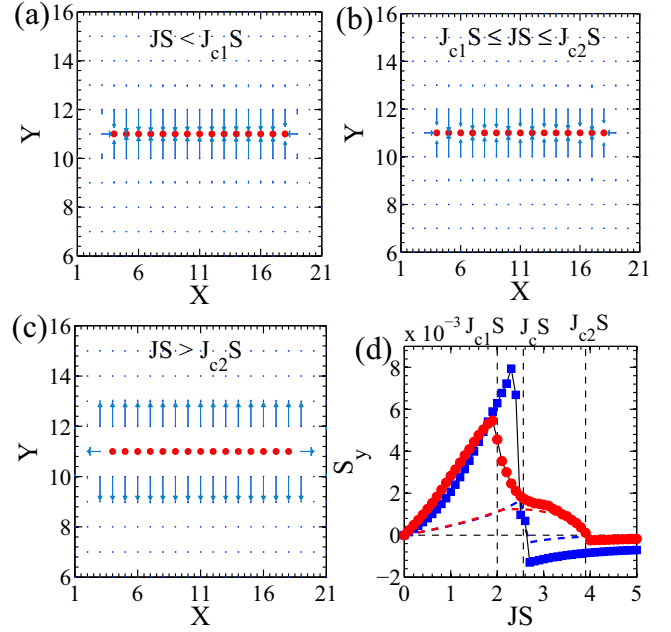 (a)
JS < J_c1S
Y
16
14
12
10
8
6
1 6 11 16 21
X
(b)
J_c1S ≤ JS ≤ J_c2S
Y
16
14
12
10
8
6
1 6 11 16 21
X
(c)
JS > J_c2S
Y
16
14
12
10
8
6
1 6 11 16 21
X
(d)
x 10^−3 J_c1S J_cS J_c2S
S_y
8
6
4
2
0
−2
0 1 2 3 4 5
JS